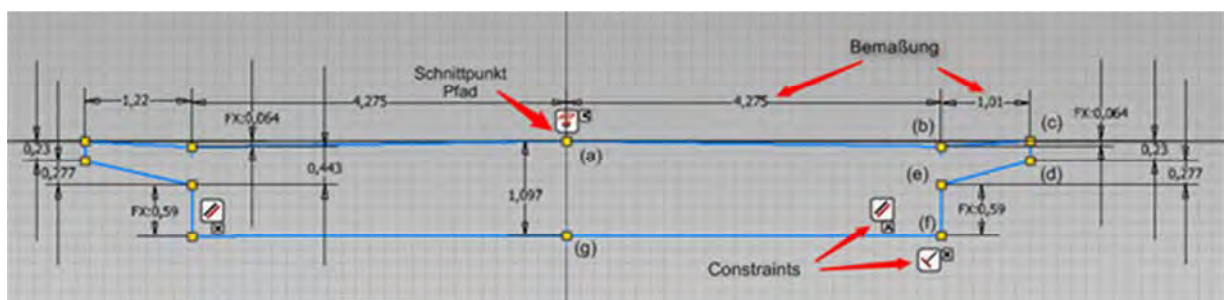 Bemaßung
Schnittpunkt
Pfad
1,22
4,275
4,275
1,01
FX:0,064
FX:0,064
(a)
(b)
(c)
(d)
(e)
(f)
(g)
0,23
0,277
0,443
1,097
0,23
0,277
FX:0,59
FX:0,59
Constraints